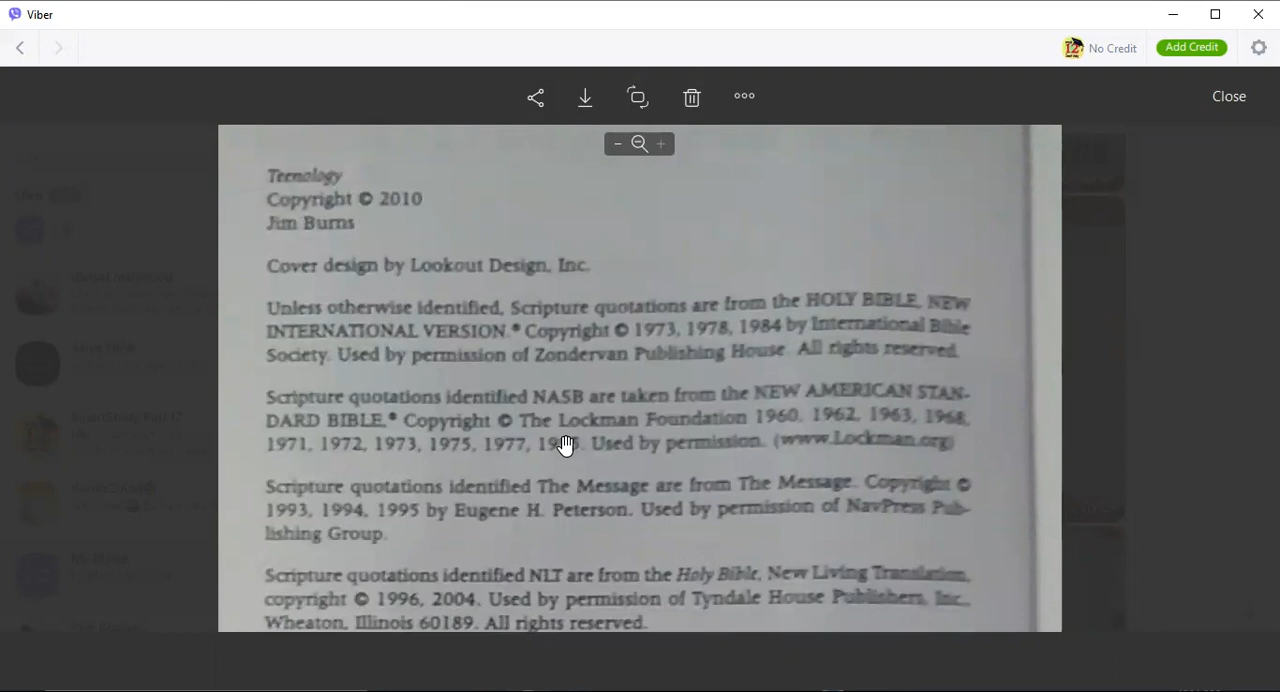 Viber
No Credit
Add Credit
Close
Teenology
Copyright © 2010
Jim Burns
Cover design by Lookout Design, Inc.
Unless otherwise identified, Scripture quotations are from the HOLY BIBLE, NEW
INTERNATIONAL VERSION.® Copyright © 1973, 1978, 1984 by International Bible
Society. Used by permission of Zondervan Publishing House. All rights reserved.
Scripture quotations identified NASB are taken from the NEW AMERICAN STAN-
DARD BIBLE,® Copyright © The Lockman Foundation 1960, 1962, 1963, 1968,
1971, 1972, 1973, 1975, 1977, Used by permission. (www.Lockman.org)
Scripture quotations identified The Message are from The Message. Copyright ©
1993, 1994, 1995 by Eugene H. Peterson. Used by permission of NavPress Pub-
lishing Group.
Scripture quotations identified NLT are from the Holy Bible, New Living Translation,
copyright © 1996, 2004. Used by permission of Tyndale House Publishers, Inc.,
Wheaton, Illinois 60189. All rights reserved.